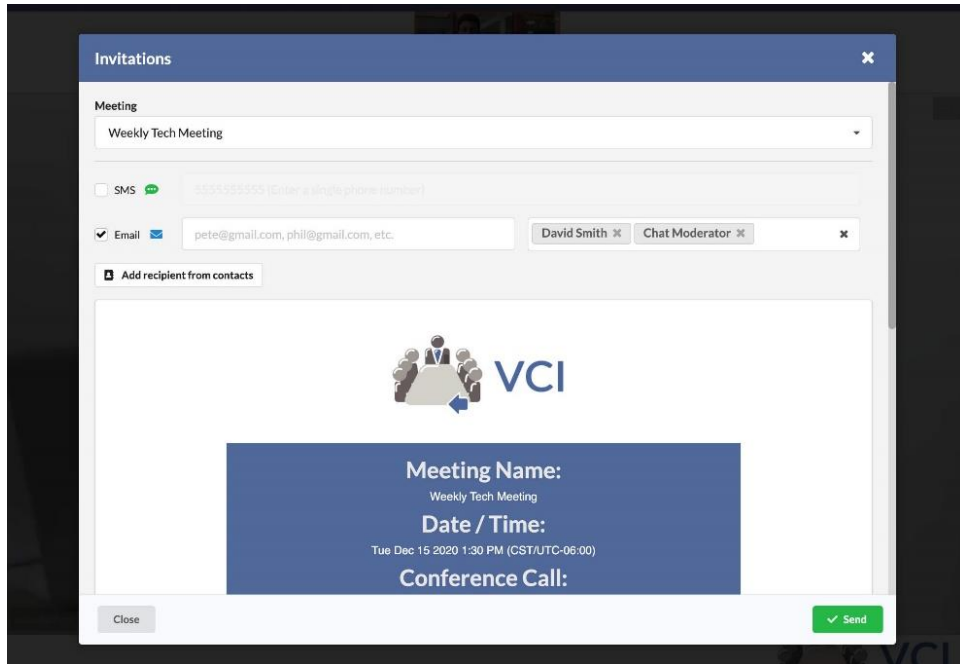 Invitations
Meeting
Weekly Tech Meeting
SMS
5555555555 (Enter a single phone number)
Email pete@gmail.com, phil@gmail.com, etc. David Smith Chat Moderator
Add recipient from contacts
VCI
Meeting Name:
Weekly Tech Meeting
Date / Time:
Tue Dec 15 2020 1:30 PM (CST/UTC-06:00)
Conference Call:
Close Send
VCI